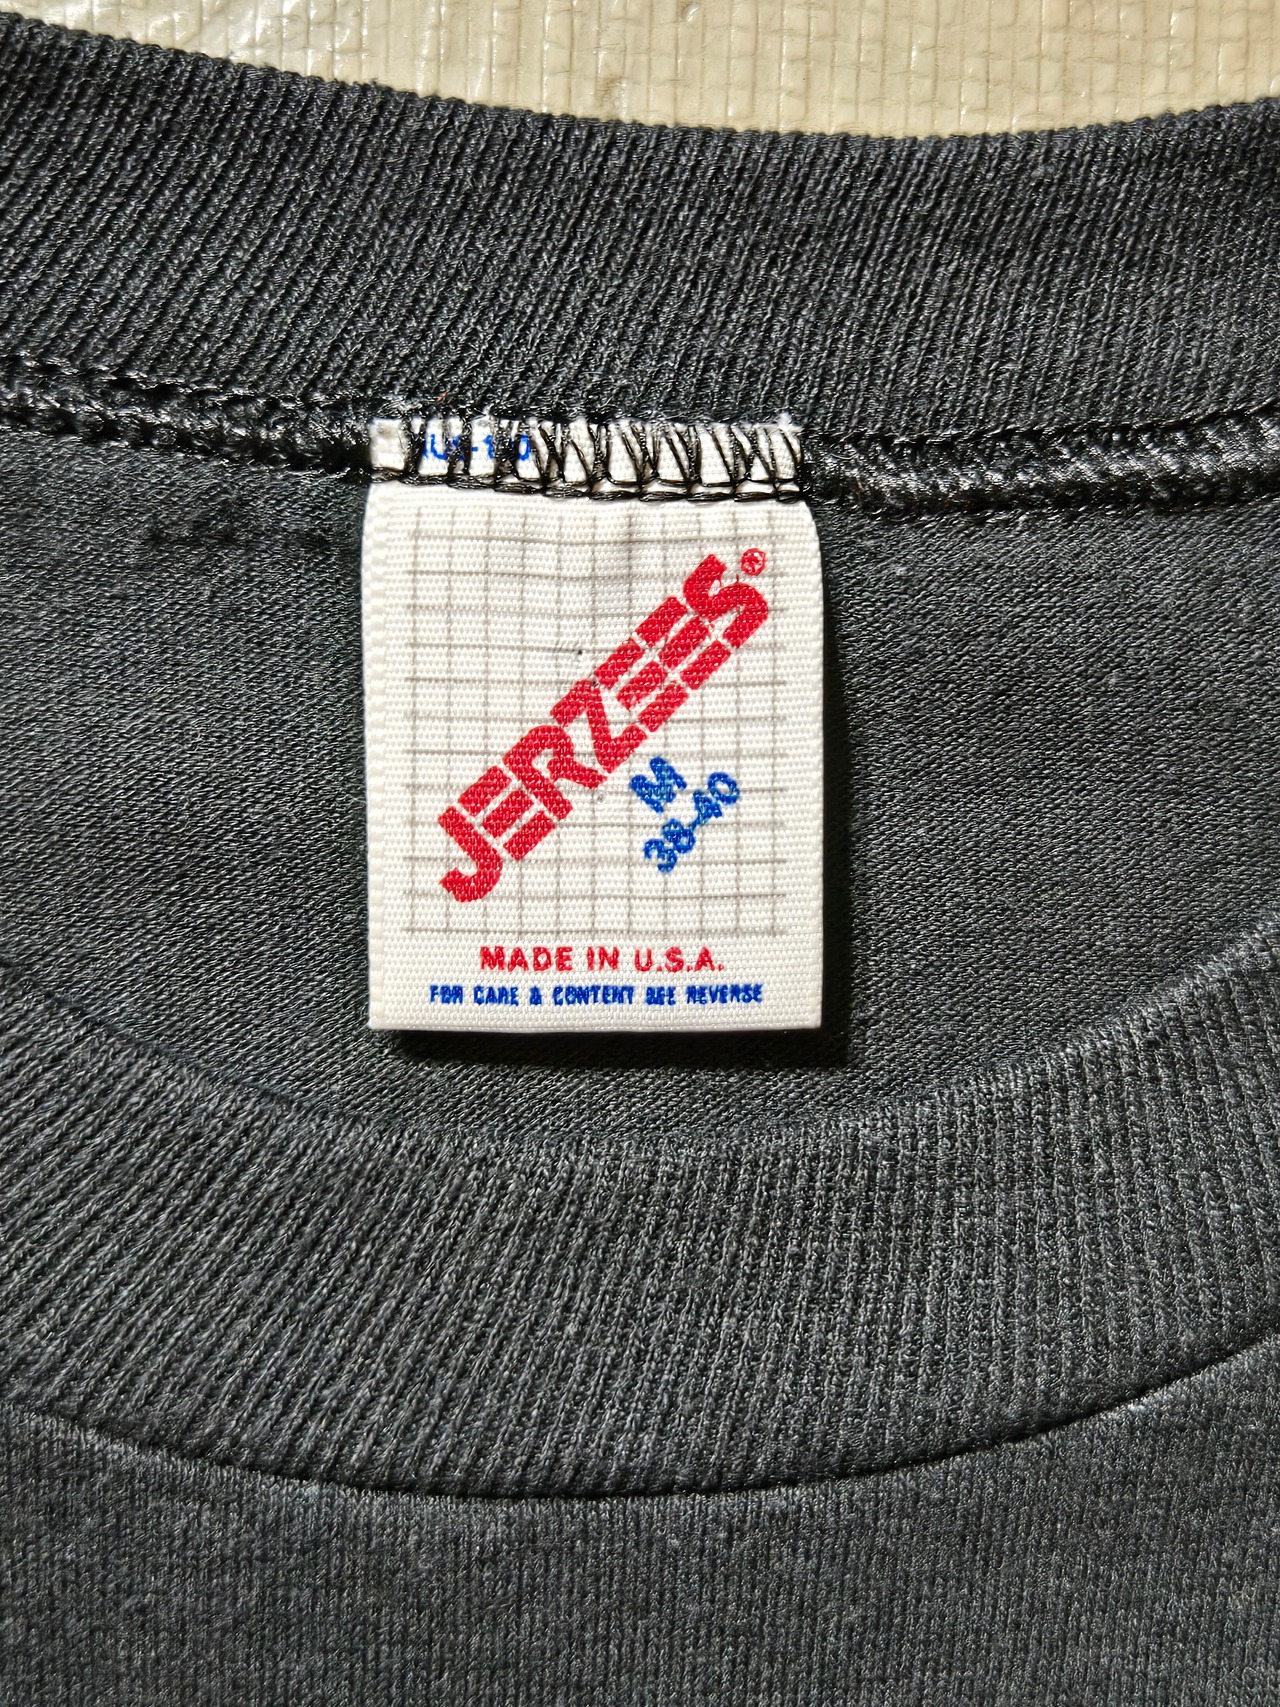 JERZEES®
M
38-40
MADE IN U.S.A.
FOR CARE & CONTENT SEE REVERSE